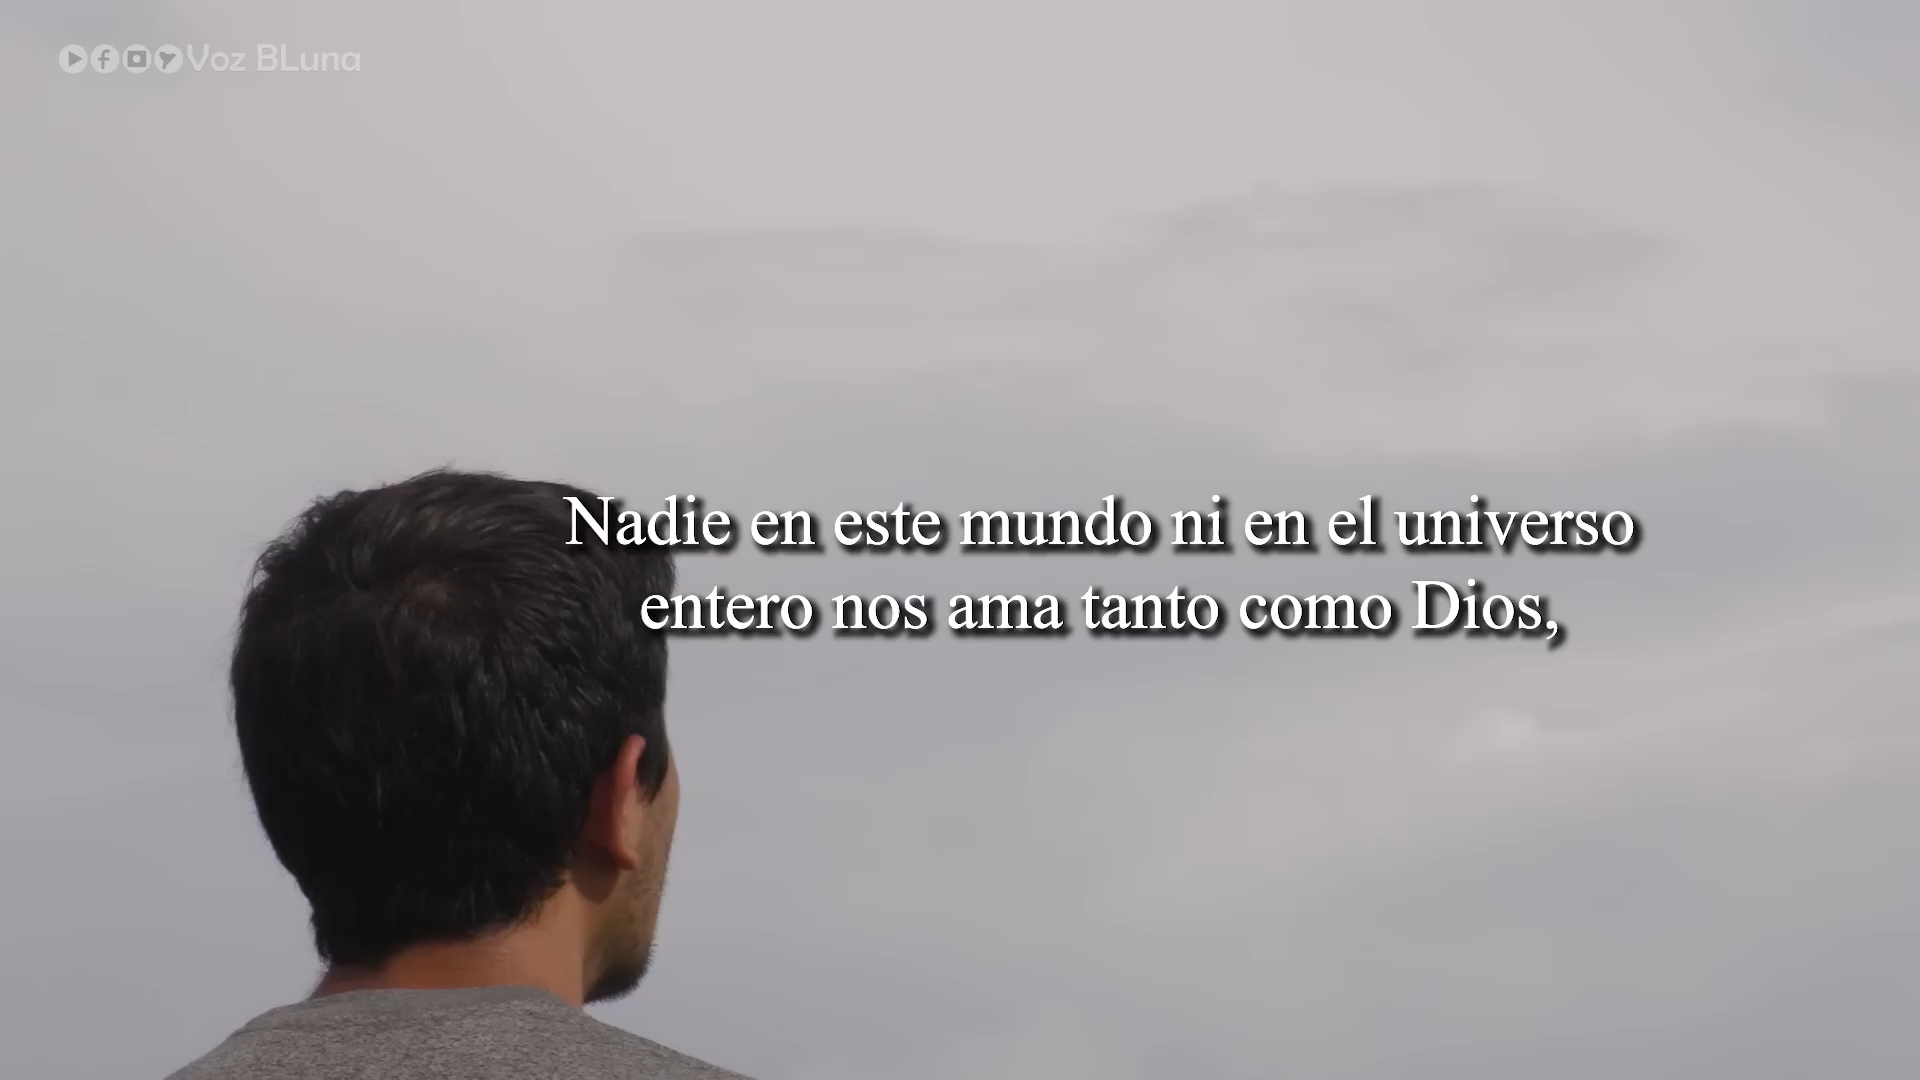 Voz BLuna
Nadie en este mundo ni en el universo
entero nos ama tanto como Dios,